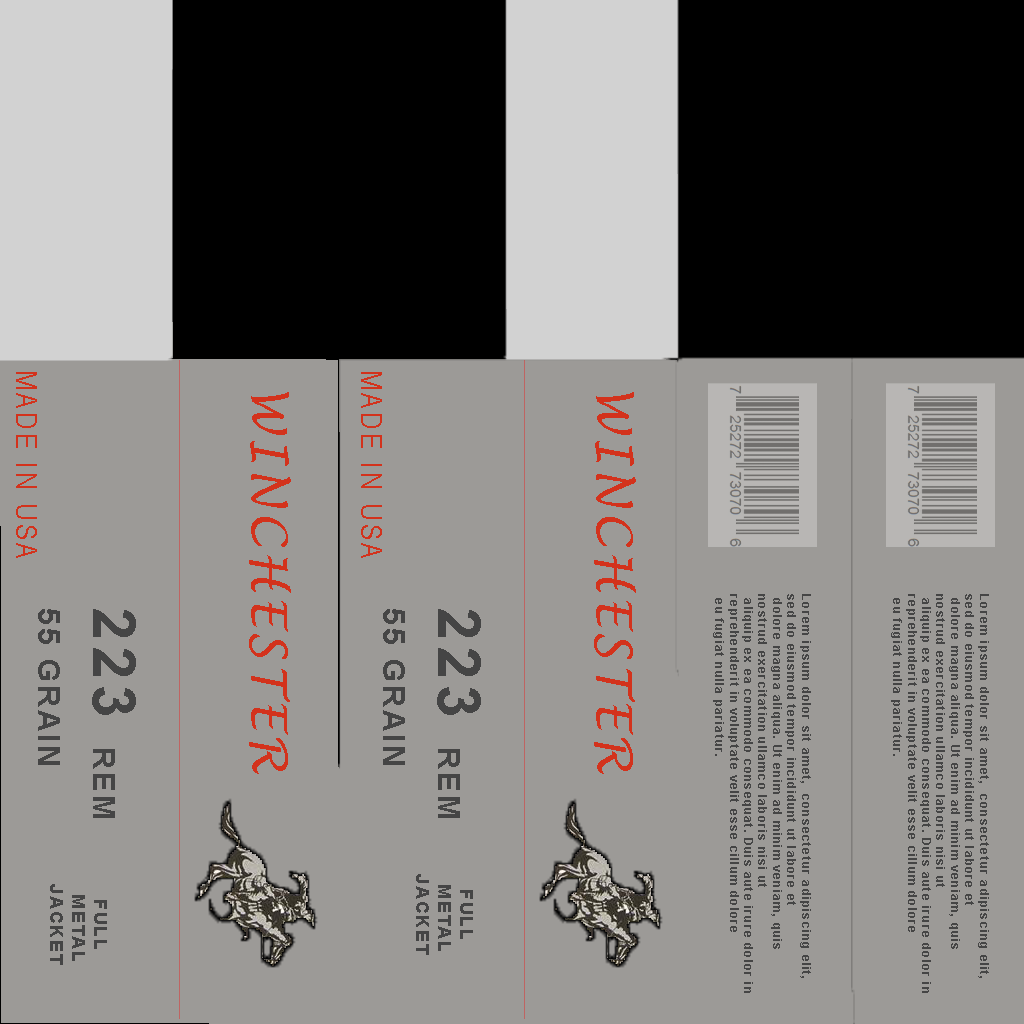 MADE IN USA
223 REM
55 GRAIN
FULL
METAL
JACKET
WINCHESTER
MADE IN USA
223 REM
55 GRAIN
FULL
METAL
JACKET
WINCHESTER
7 25272 73070 6
Lorem ipsum dolor sit amet, consectetur adipiscing elit,
sed do eiusmod tempor incididunt ut labore et
dolore magna aliqua. Ut enim ad minim veniam, quis
nostrud exercitation ullamco laboris nisi ut
aliquip ex ea commodo consequat. Duis aute irure dolor in
reprehenderit in voluptate velit esse cillum dolore
eu fugiat nulla pariatur.
7 25272 73070 6
Lorem ipsum dolor sit amet, consectetur adipiscing elit,
sed do eiusmod tempor incididunt ut labore et
dolore magna aliqua. Ut enim ad minim veniam, quis
nostrud exercitation ullamco laboris nisi ut
aliquip ex ea commodo consequat. Duis aute irure dolor in
reprehenderit in voluptate velit esse cillum dolore
eu fugiat nulla pariatur.